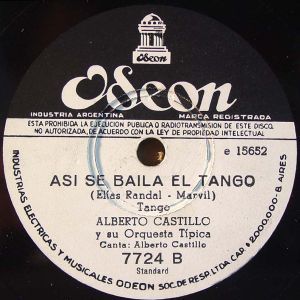 Odeon
Odeon
INDUSTRIA ARGENTINA MARCA REGISTRADA
ESTA PROHIBIDA LA EJECUCION PUBLICA O RADIOTRANSMISION DE ESTE DISCO
NO AUTORIZADA, DE ACUERDO CON LA LEY DE PROPIEDAD INTELECTUAL
e 15652
ASI SE BAILA EL TANGO
(Elías Randal - Marvil)
Tango
ALBERTO CASTILLO
y su Orquesta Típica
Canta: Alberto Castillo
7724 B
Standard
INDUSTRIAS ELECTRICAS Y MUSICALES ODEON SOC. DE RESP. LTDA CAP. $ 2.000.000.- B. AIRES